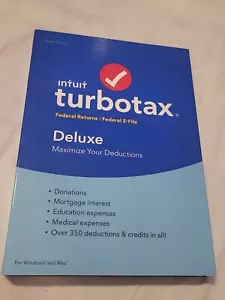 intuit
turbotax®
Federal Returns + Federal E-File
Deluxe
Maximize Your Deductions
• Donations
• Mortgage interest
• Education expenses
• Medical expenses
• Over 350 deductions & credits in all!
For Windows® and Mac®